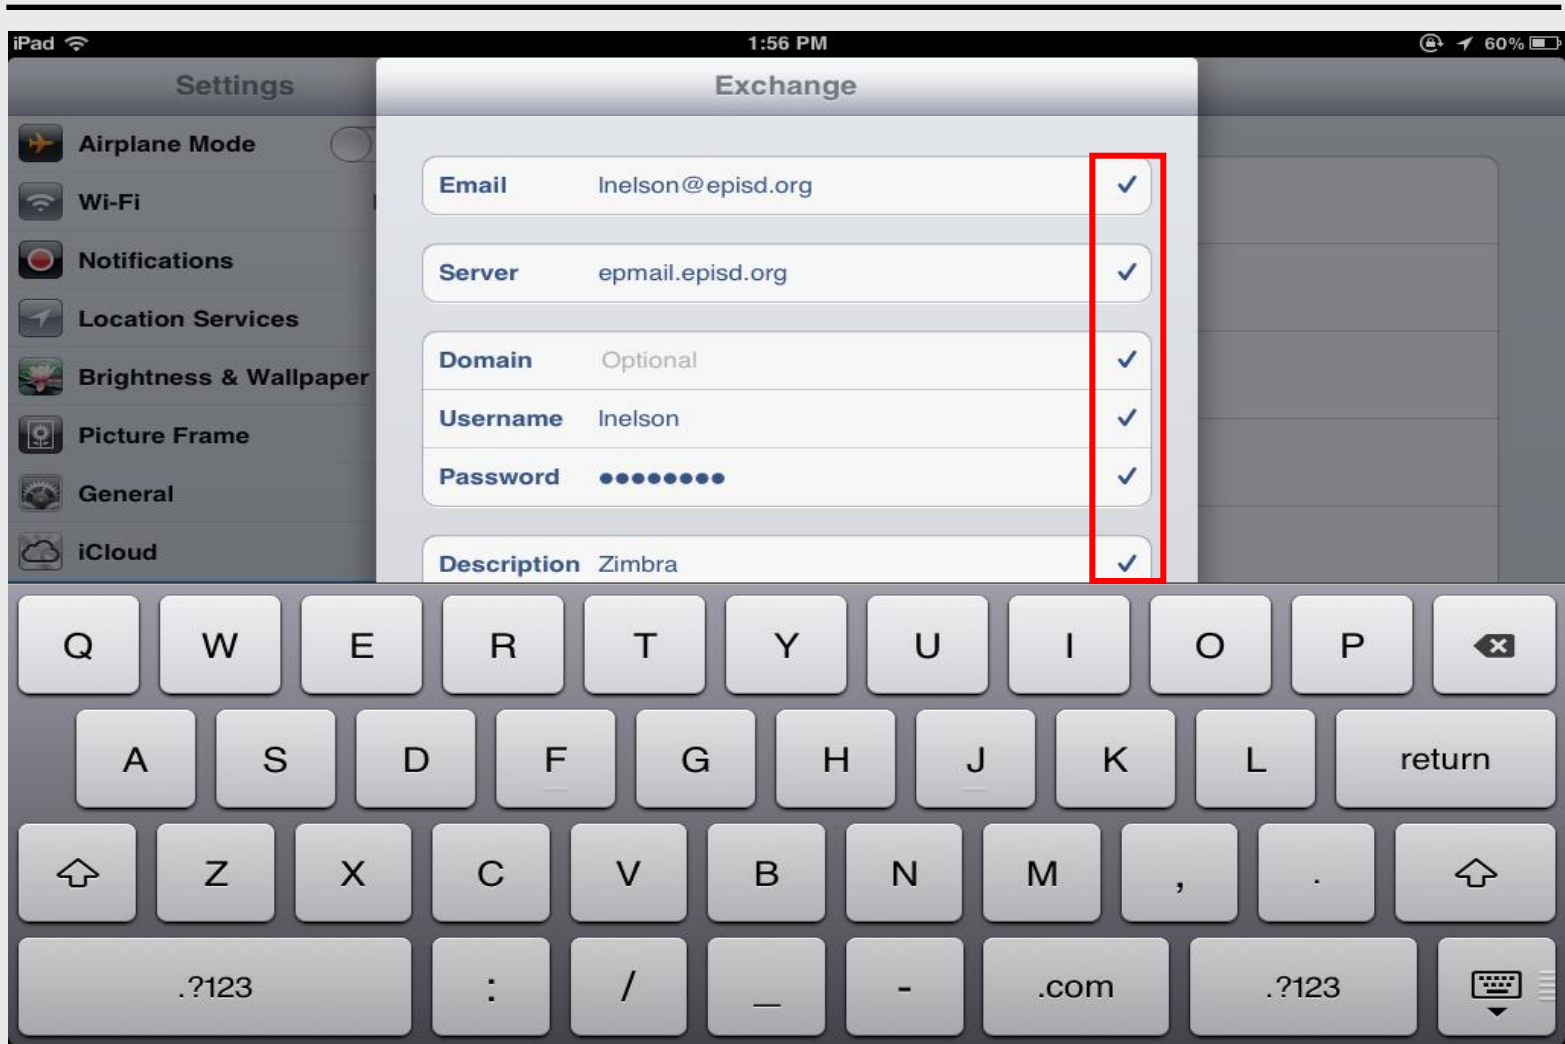 iPad 1:56 PM 60%
Settings Exchange
Airplane Mode
Email lnelson@episd.org
Wi-Fi
Notifications
Server epmail.episd.org
Location Services
Domain Optional
Brightness & Wallpaper
Username lnelson
Picture Frame
Password ••••••••
General
iCloud
Description Zimbra
Q W E R T Y U I O P
A S D F G H J K L return
Z X C V B N M , .
.?123 : / _ - .com .?123